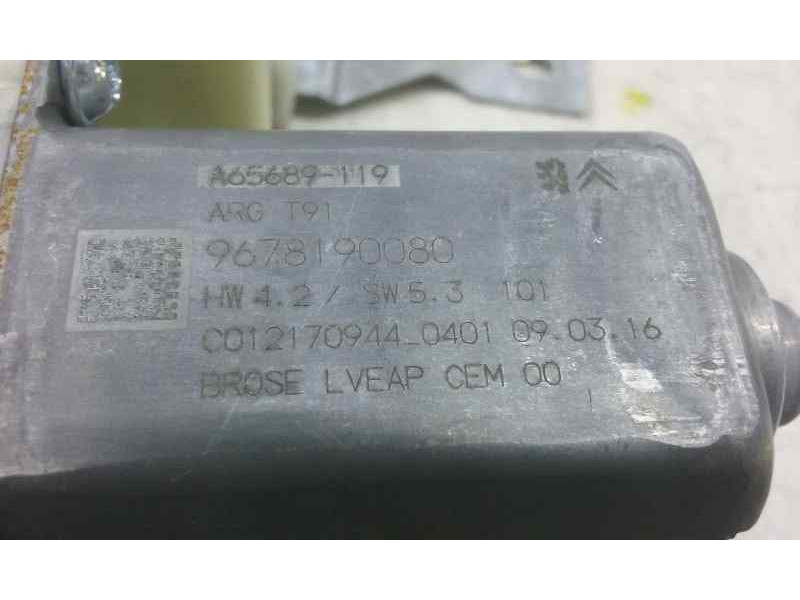 A65689-119
ARG T91
9678190080
HW 4.2 / SW 5.3 101
C012170944_0401 09.03.16
BROSE LVEAP CEM 00